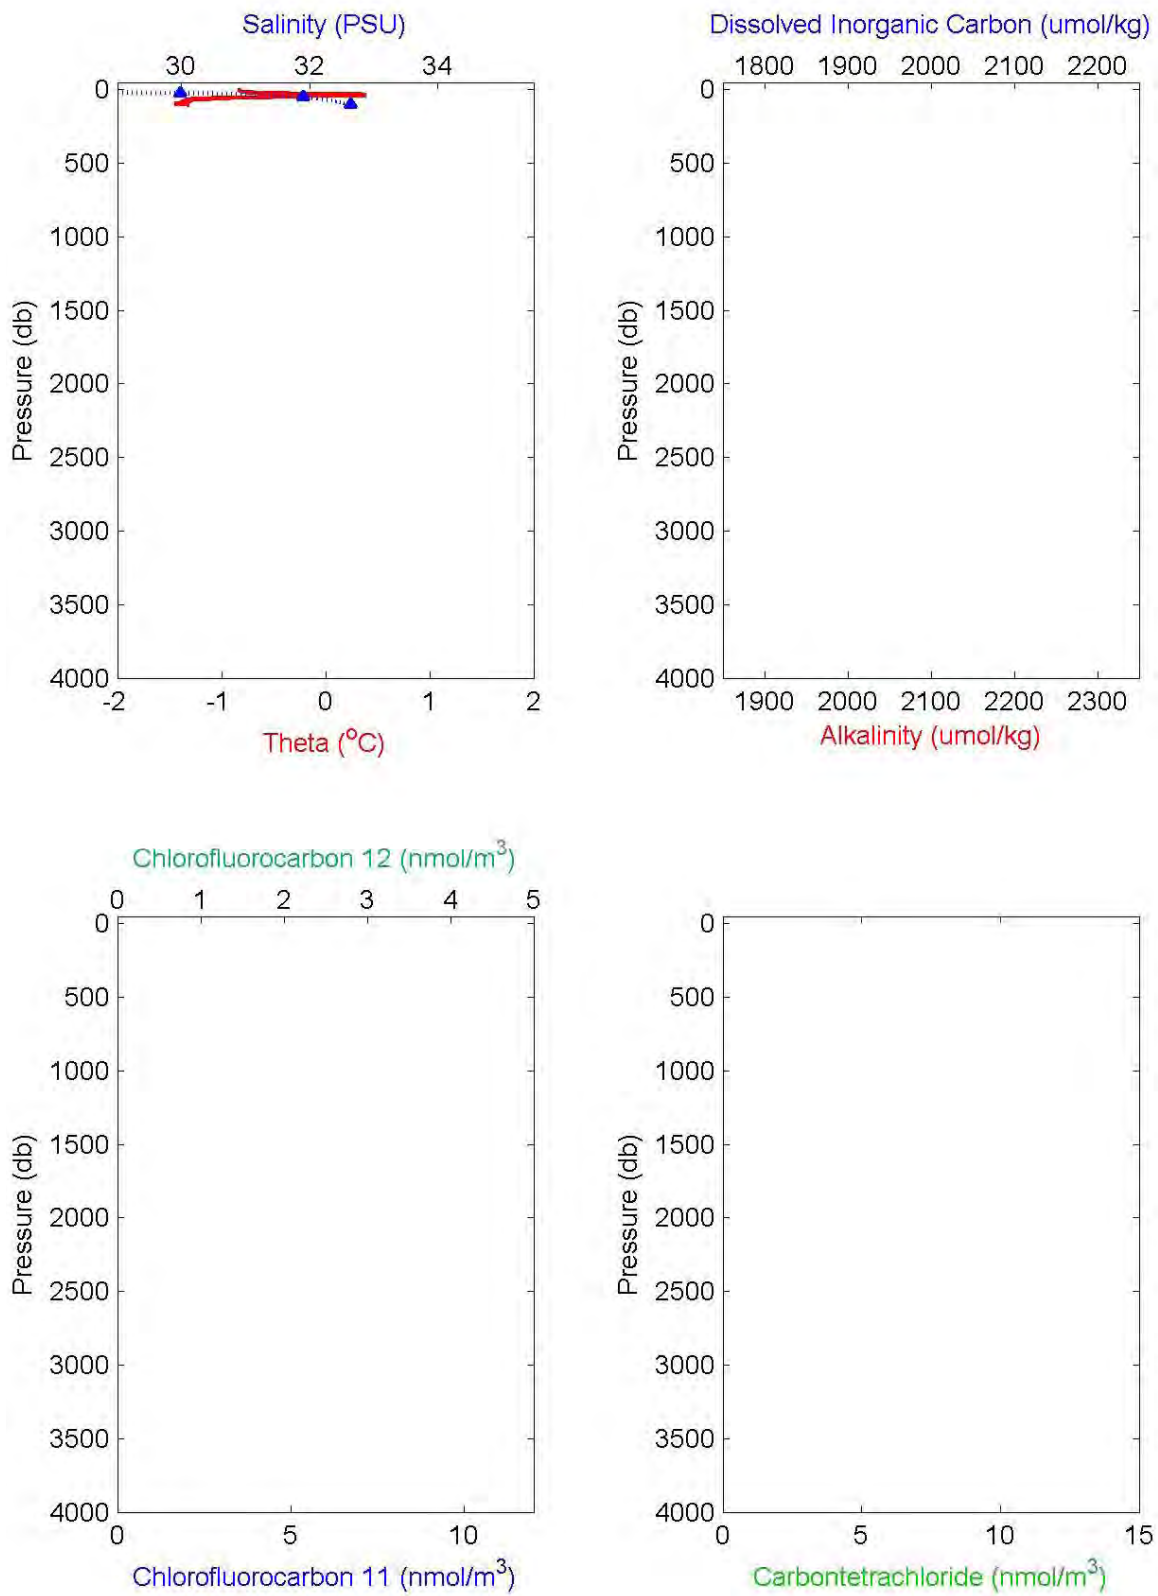 Salinity (PSU)
30 32 34
0
500
1000
1500
2000
2500
3000
3500
4000
Pressure (db)
-2 -1 0 1 2
Theta (°C)
Dissolved Inorganic Carbon (umol/kg)
1800 1900 2000 2100 2200
0
500
1000
1500
2000
2500
3000
3500
4000
Pressure (db)
1900 2000 2100 2200 2300
Alkalinity (umol/kg)
Chlorofluorocarbon 12 (nmol/m³)
0 1 2 3 4 5
0
500
1000
1500
2000
2500
3000
3500
4000
Pressure (db)
0 5 10
Chlorofluorocarbon 11 (nmol/m³)
0
500
1000
1500
2000
2500
3000
3500
4000
Pressure (db)
0 5 10 15
Carbontetrachloride (nmol/m³)